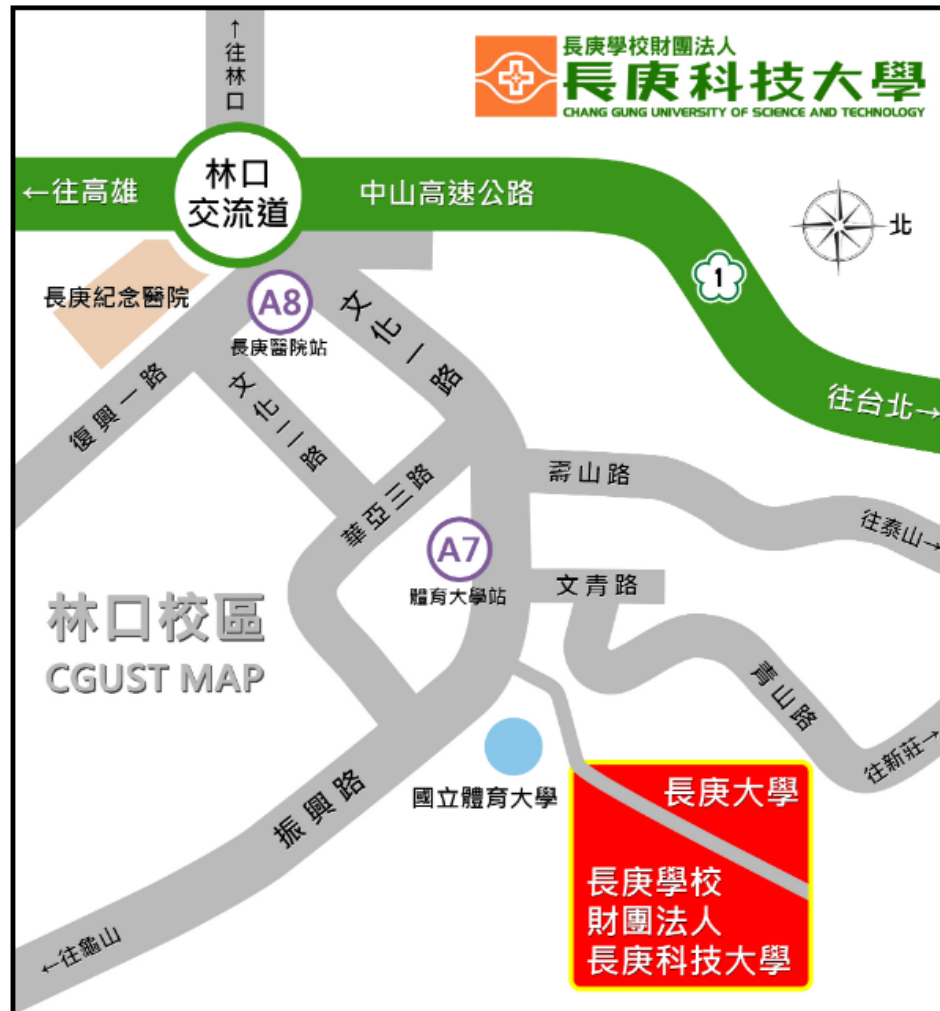 ↑往林口
長庚學校財團法人
長庚科技大學
CHANG GUNG UNIVERSITY OF SCIENCE AND TECHNOLOGY
←往高雄
林口
交流道
中山高速公路
北
1
長庚紀念醫院
A8
長庚醫院站
文化一路
往台北→
復興一路
文化二路
華亞三路
壽山路
往泰山→
A7
體育大學站
文青路
林口校區
CGUST MAP
青山路
往新莊→
國立體育大學
振興路
長庚大學
長庚學校
財團法人
長庚科技大學
←往龜山